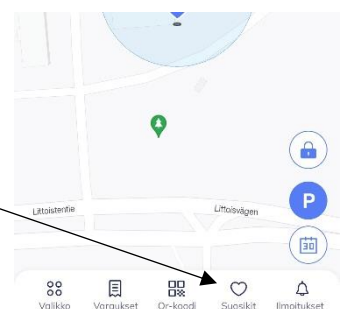 P
Littoistentie
Littoisvägen
30
Valikko Varaukset Qr-koodi Suosikit Ilmoitukset